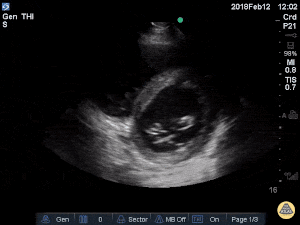 Gen THI
S
2018Feb12 12:02
Crd
P21
98%
MI
0.8
TIS
0.7
16
Gen 0 Sector MB Off On Page 1/3